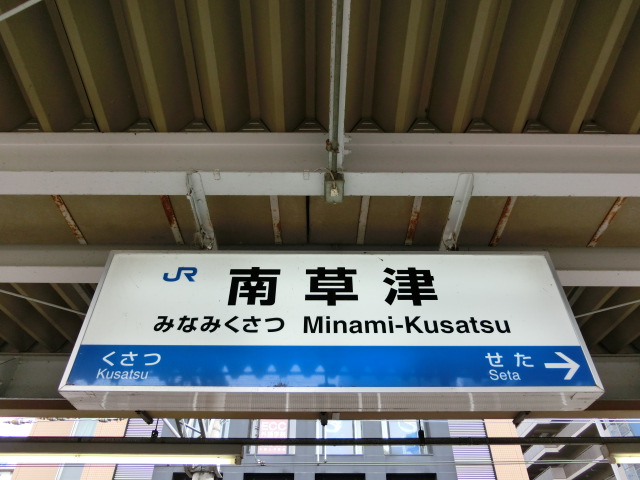 JR 南草津
みなみくさつ Minami-Kusatsu
くさつ せた →
Kusatsu Seta
ECC